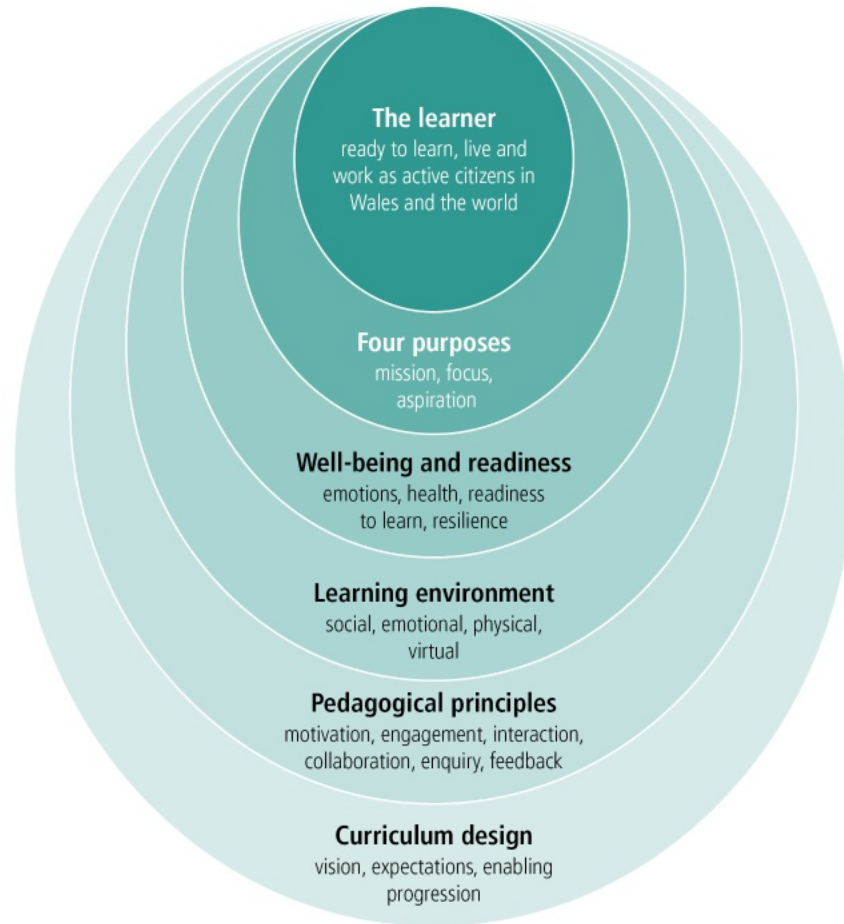 The learner
ready to learn, live and
work as active citizens in
Wales and the world
Four purposes
mission, focus,
aspiration
Well-being and readiness
emotions, health, readiness
to learn, resilience
Learning environment
social, emotional, physical,
virtual
Pedagogical principles
motivation, engagement, interaction,
collaboration, enquiry, feedback
Curriculum design
vision, expectations, enabling
progression